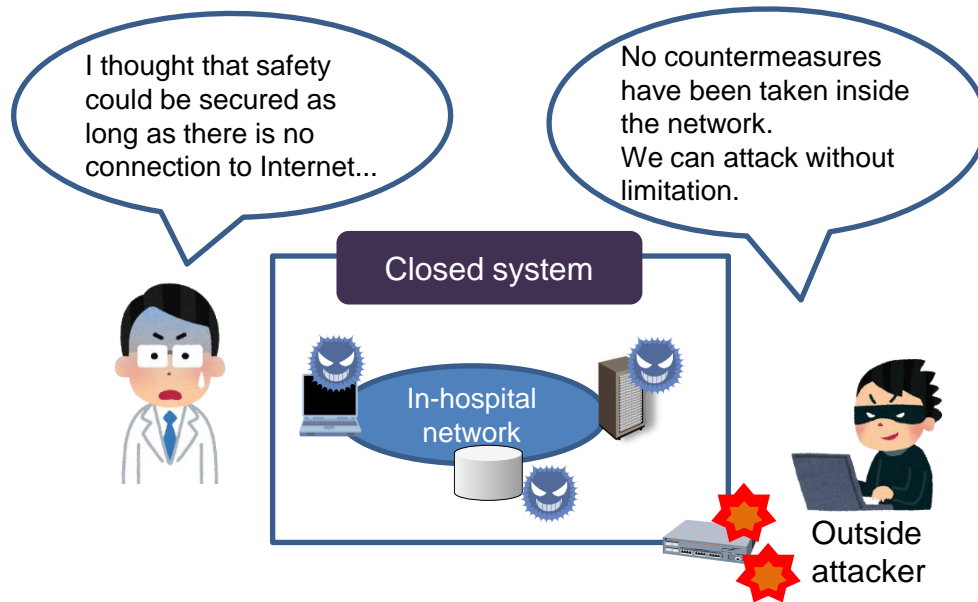 I thought that safety
could be secured as
long as there is no
connection to Internet...
No countermeasures
have been taken inside
the network.
We can attack without
limitation.
Closed system
In-hospital
network
Outside
attacker